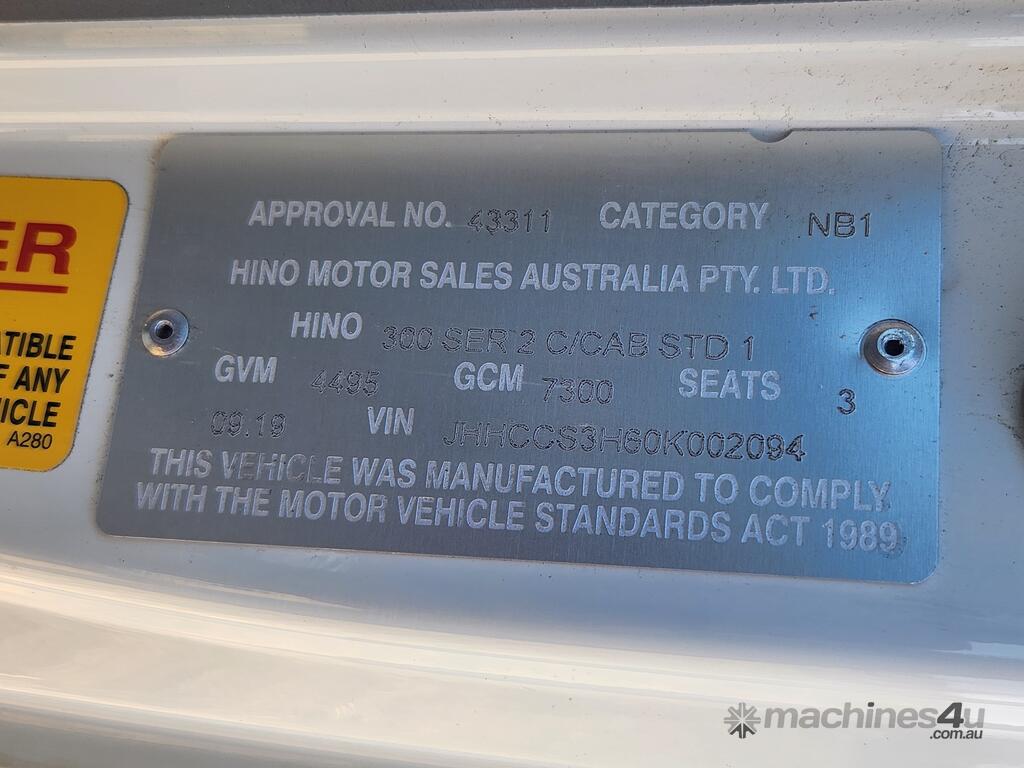 APPROVAL NO. 43311 CATEGORY NB1
HINO MOTOR SALES AUSTRALIA PTY. LTD.
HINO 300 SER 2 C/CAB STD 1
GVM 4495 GCM 7300 SEATS 3
09.19 VIN JHHCCS3H60K002094
THIS VEHICLE WAS MANUFACTURED TO COMPLY
WITH THE MOTOR VEHICLE STANDARDS ACT 1989
ER
ATIBLE
F ANY
HICLE
A280
machines4u
.com.au